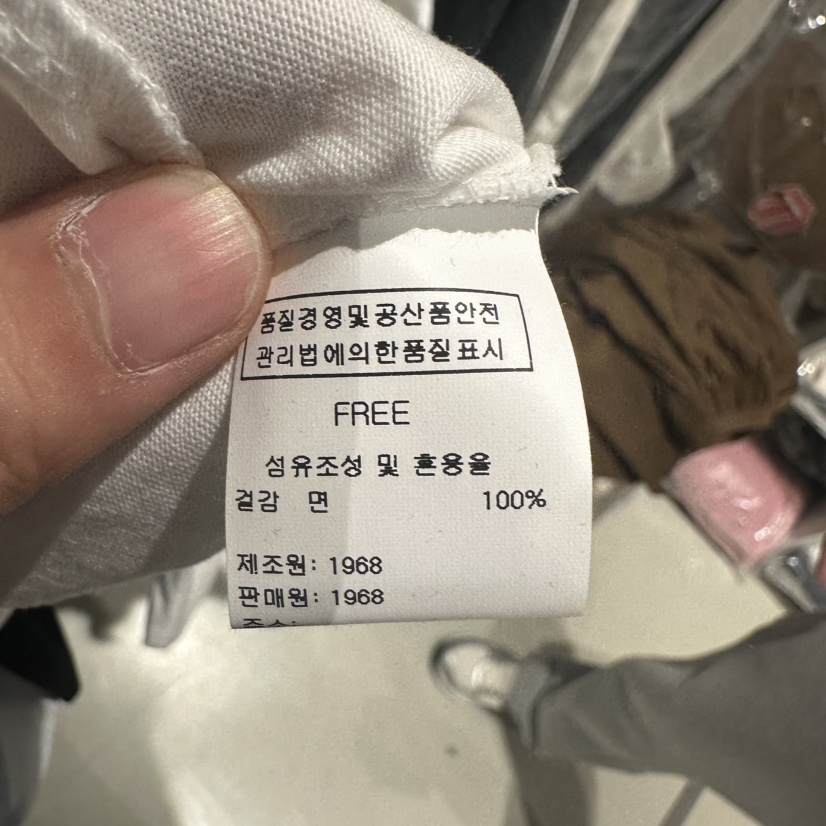 품질경영및공산품안전
관리법에의한품질표시
FREE
섬유조성 및 혼용율
겉감 면 100%
제조원: 1968
판매원: 1968
주소: